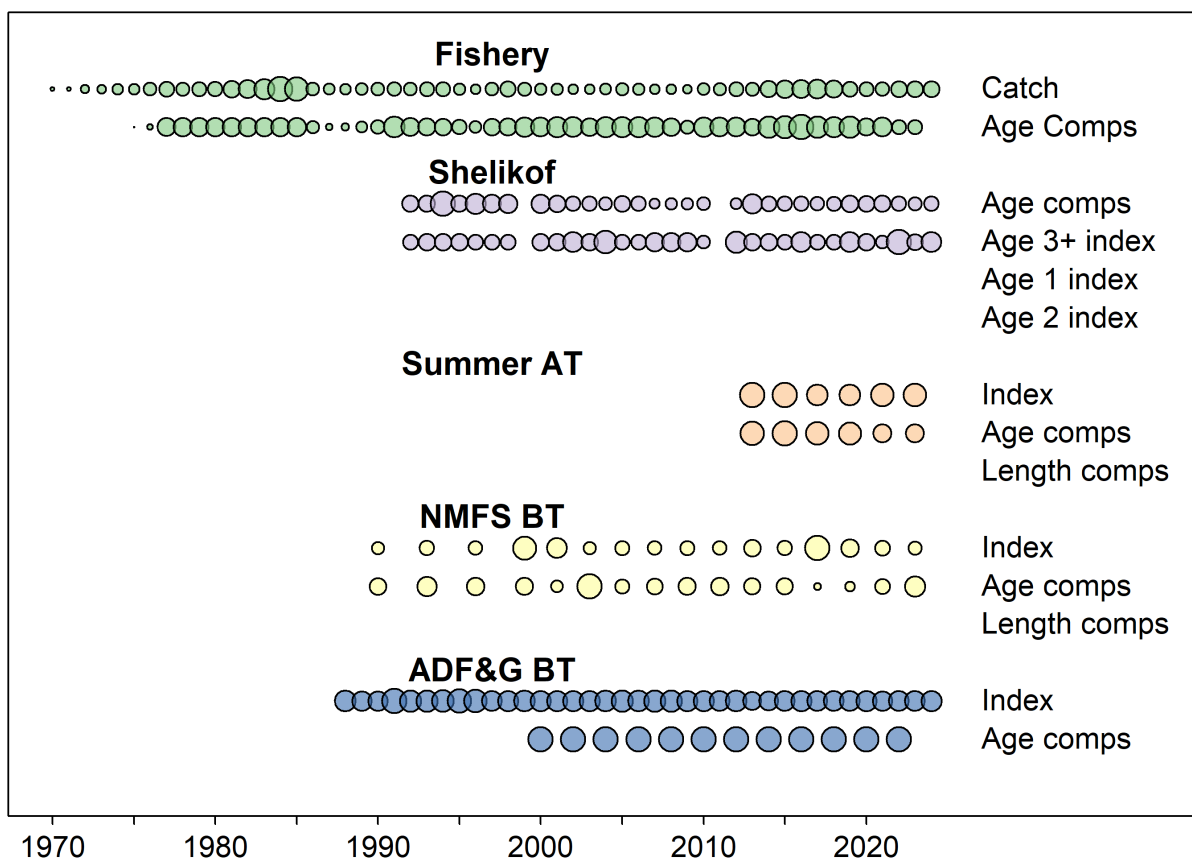 Fishery
Catch
Age Comps
Shelikof
Age comps
Age 3+ index
Age 1 index
Age 2 index
Summer AT
Index
Age comps
Length comps
NMFS BT
Index
Age comps
Length comps
ADF&G BT
Index
Age comps
1970 1980 1990 2000 2010 2020